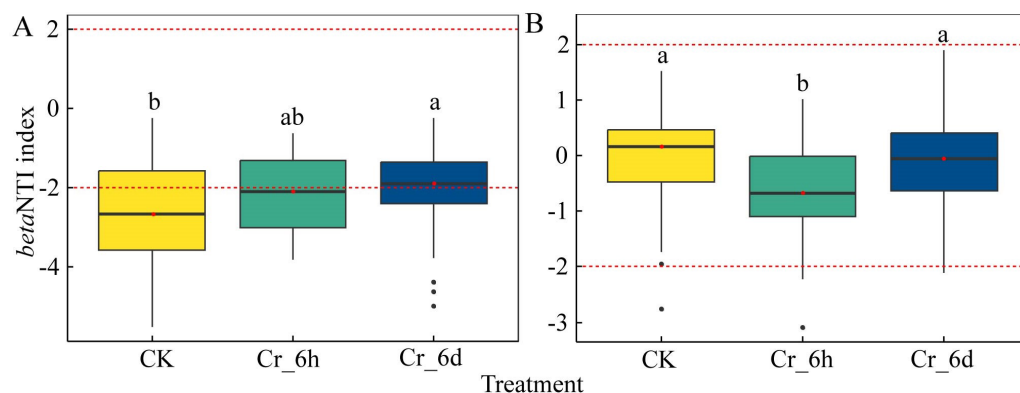 A
betaNTI index
2
0
-2
-4
b
ab
a
CK
Cr_6h
Cr_6d
B
2
1
0
-1
-2
-3
a
b
a
CK
Cr_6h
Cr_6d
Treatment